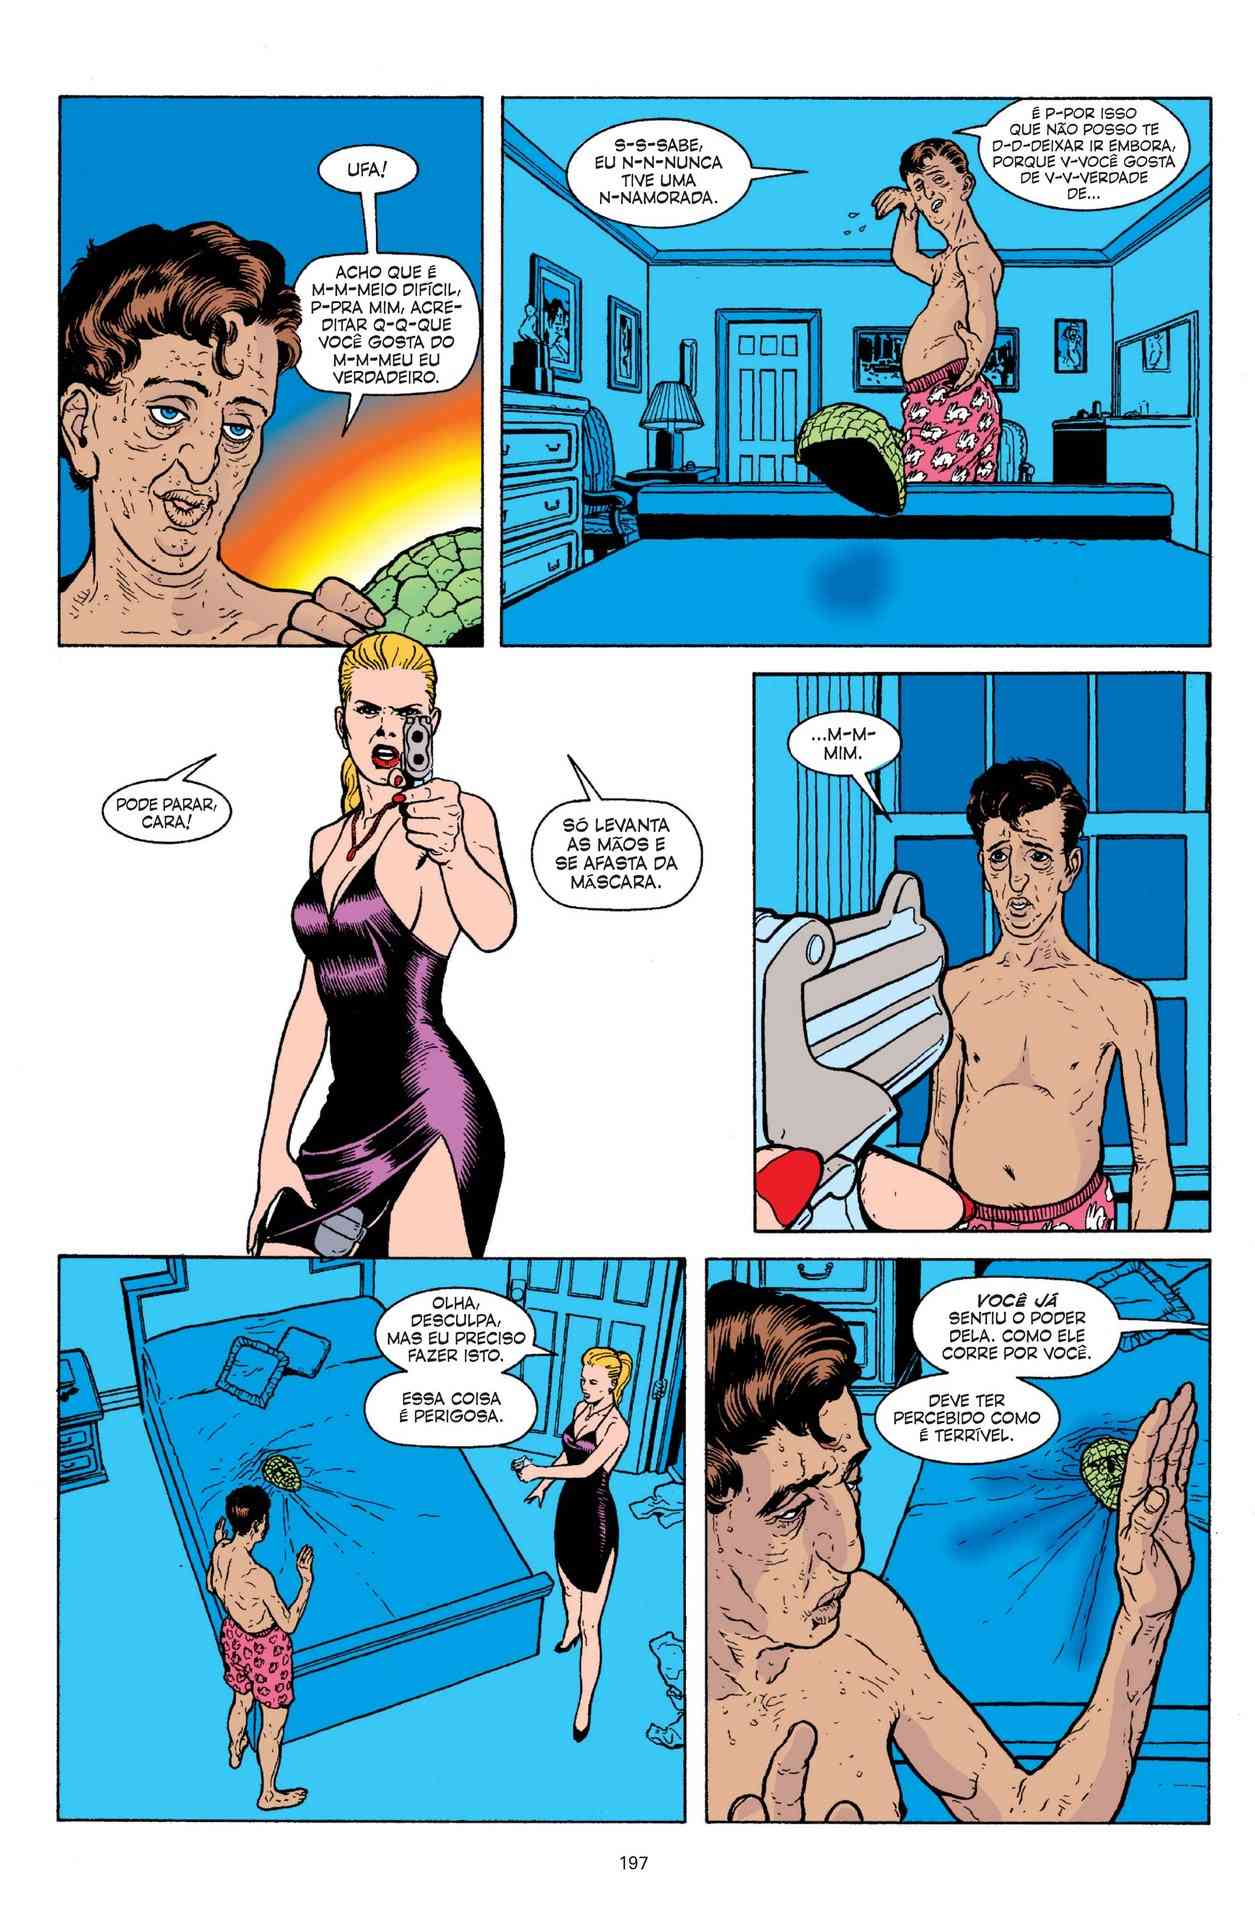 UFA!
ACHO QUE É
M-M-MEIO DIFÍCIL,
P-PRA MIM, ACRE-
DITAR Q-Q-QUE
VOCÊ GOSTA DO
M-M-MEU EU
VERDADEIRO.
S-S-SABE,
EU N-N-NUNCA
TIVE UMA
N-NAMORADA.
É P-POR ISSO
QUE NÃO POSSO TE
D-D-DEIXAR IR EMBORA,
PORQUE V-VOCÊ GOSTA
DE V-V-VERDADE
DE...
PODE PARAR,
CARA!
SÓ LEVANTA
AS MÃOS E
SE AFASTA DA
MÁSCARA.
...M-M-
MIM.
OLHA,
DESCULPA,
MAS EU PRECISO
FAZER ISTO.
ESSA COISA
É PERIGOSA.
VOCÊ JÁ
SENTIU O PODER
DELA. COMO ELE
CORRE POR VOCÊ.
DEVE TER
PERCEBIDO COMO
É TERRÍVEL.
197